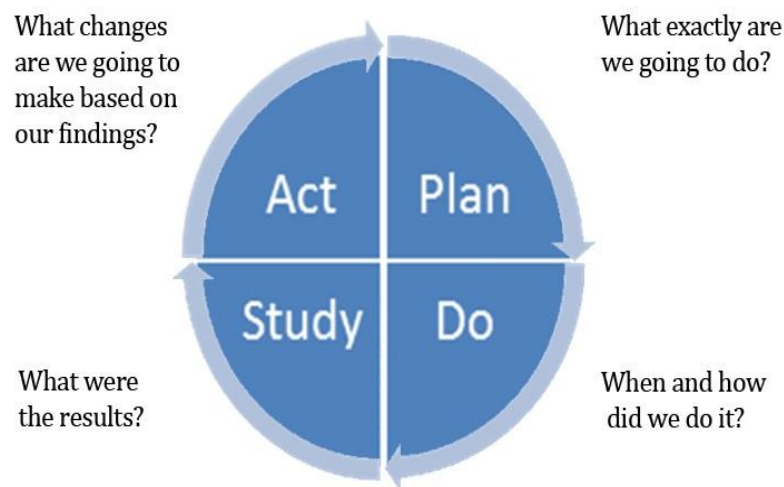 What changes
are we going to
make based on
our findings?
What exactly are
we going to do?
Act
Plan
Study
Do
What were
the results?
When and how
did we do it?